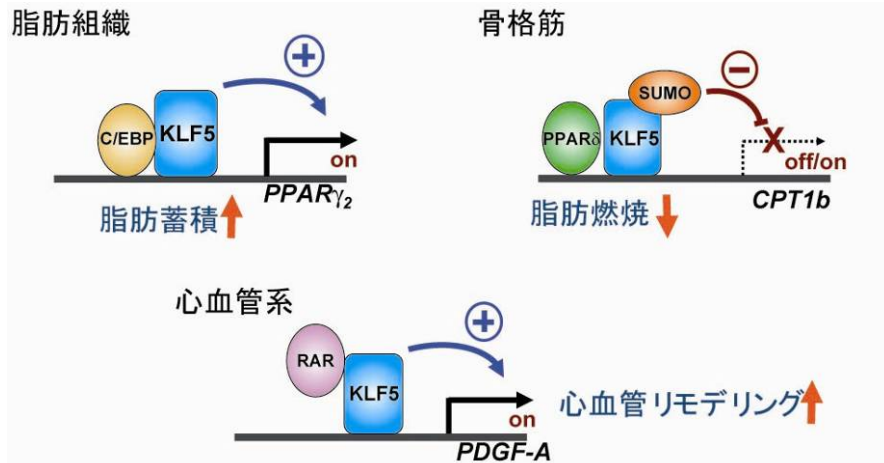 脂肪組織
C/EBP KLF5 + on
PPARγ2
脂肪蓄積
骨格筋
SUMO −
PPARδ KLF5 X off/on
CPT1b
脂肪燃焼
心血管系
RAR KLF5 + on
PDGF-A
心血管リモデリング